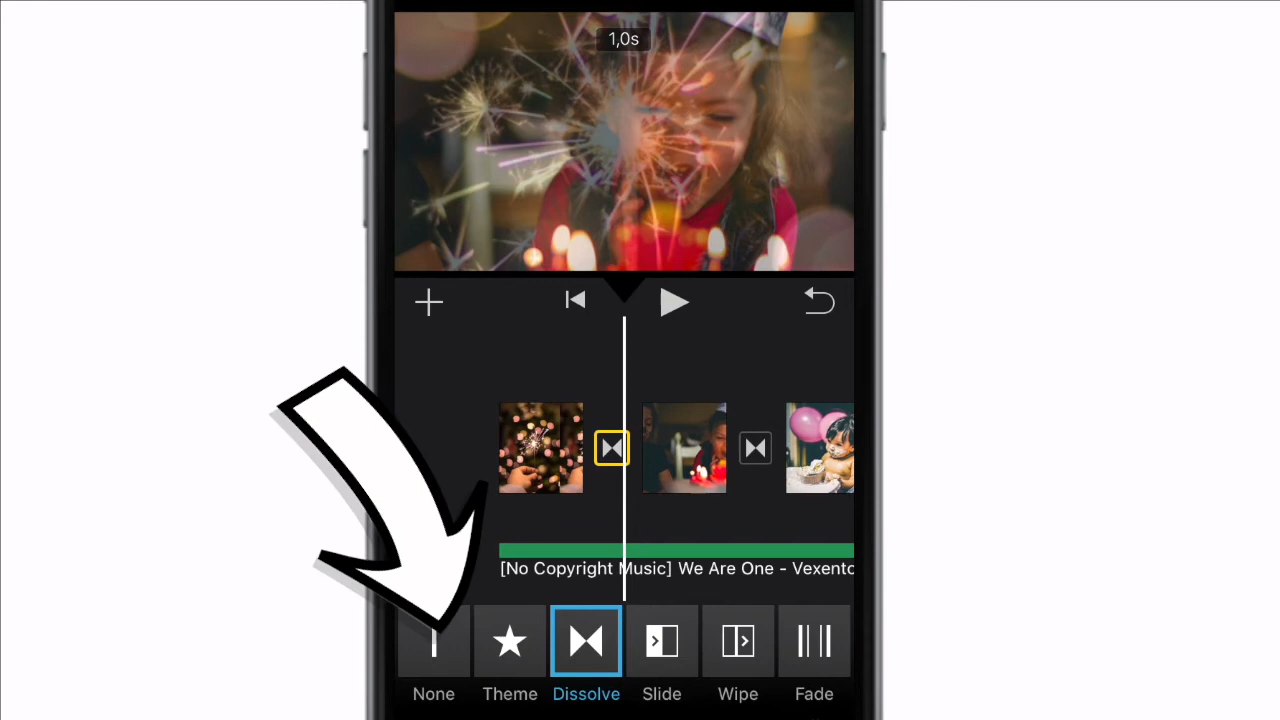 1,0s
[No Copyright Music] We Are One - Vexento
None Theme Dissolve Slide Wipe Fade